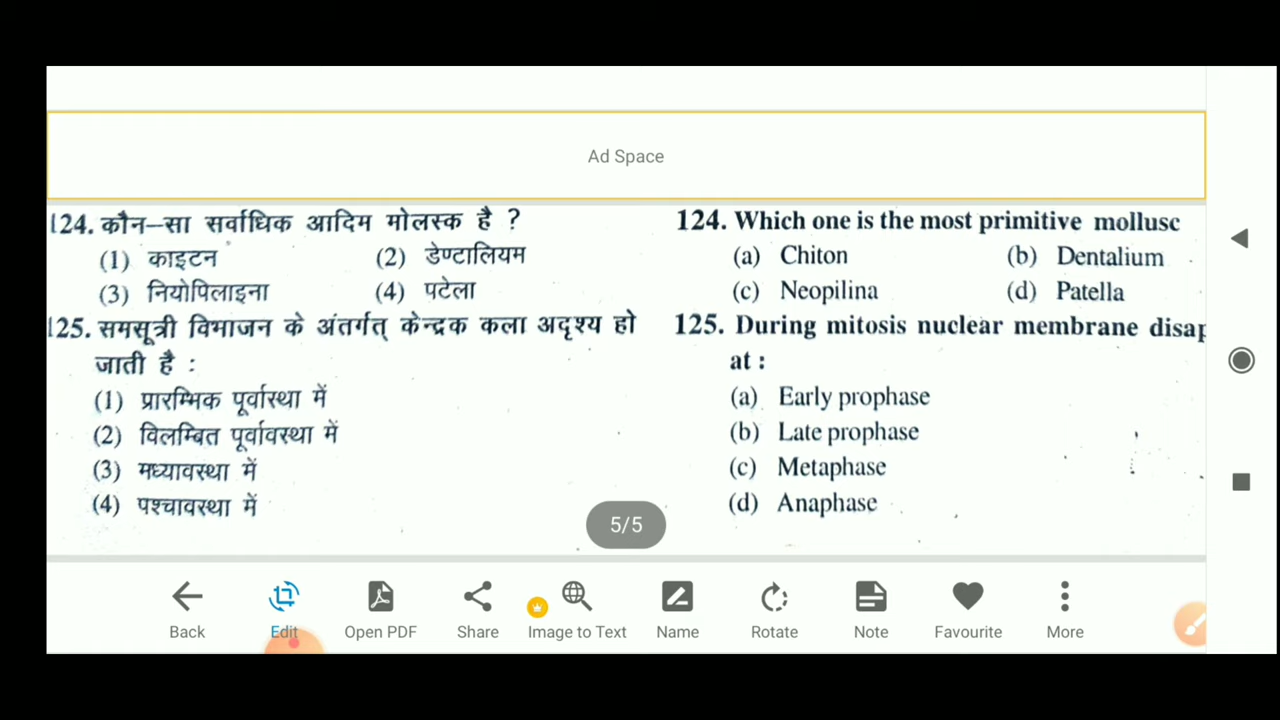 Ad Space
124. कौन–सा सर्वाधिक आदिम मोलस्क है ?
(1) काइटन (2) डेण्टालियम
(3) नियोपिलाइना (4) पटेला
125. समसूत्री विभाजन के अंतर्गत् केन्द्रक कला अदृश्य हो
जाती है :
(1) प्रारम्भिक पूर्वास्था में
(2) विलम्बित पूर्वावस्था में
(3) मध्यावस्था में
(4) पश्चावस्था में
124. Which one is the most primitive mollusc
(a) Chiton (b) Dentalium
(c) Neopilina (d) Patella
125. During mitosis nuclear membrane disap
at :
(a) Early prophase
(b) Late prophase
(c) Metaphase
(d) Anaphase
5/5
Back Edit Open PDF Share Image to Text Name Rotate Note Favourite More